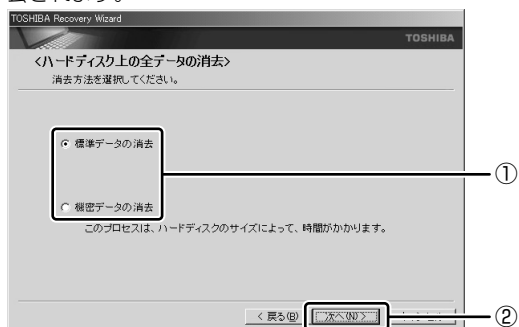 TOSHIBA Recovery Wizard
TOSHIBA
<ハードディスク上の全データの消去>
消去方法を選択してください。
標準データの消去
①
機密データの消去
このプロセスは、ハードディスクのサイズによって、時間がかかります。
< 戻る(B) 次へ(N) >
②